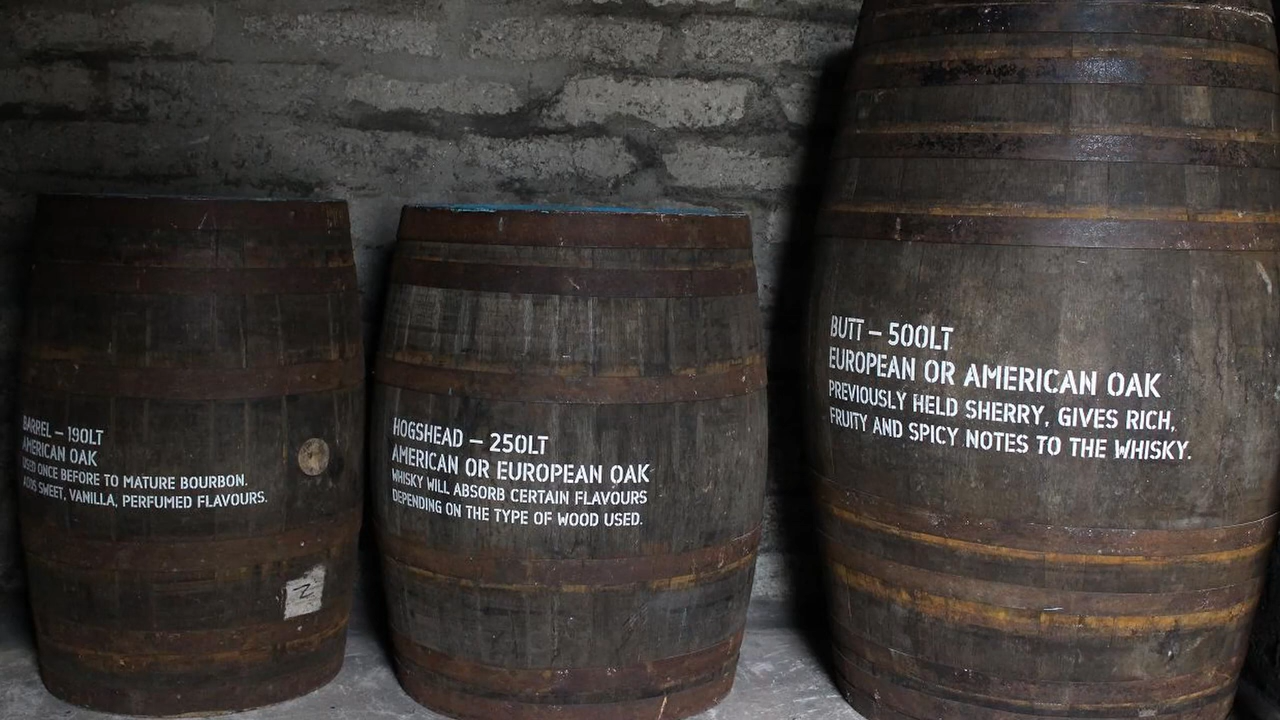 BARREL – 190LT
AMERICAN OAK
USED ONCE BEFORE TO MATURE BOURBON.
ADDS SWEET, VANILLA, PERFUMED FLAVOURS.
HOGSHEAD – 250LT
AMERICAN OR EUROPEAN OAK
WHISKY WILL ABSORB CERTAIN FLAVOURS
DEPENDING ON THE TYPE OF WOOD USED.
BUTT – 500LT
EUROPEAN OR AMERICAN OAK
PREVIOUSLY HELD SHERRY, GIVES RICH,
FRUITY AND SPICY NOTES TO THE WHISKY.